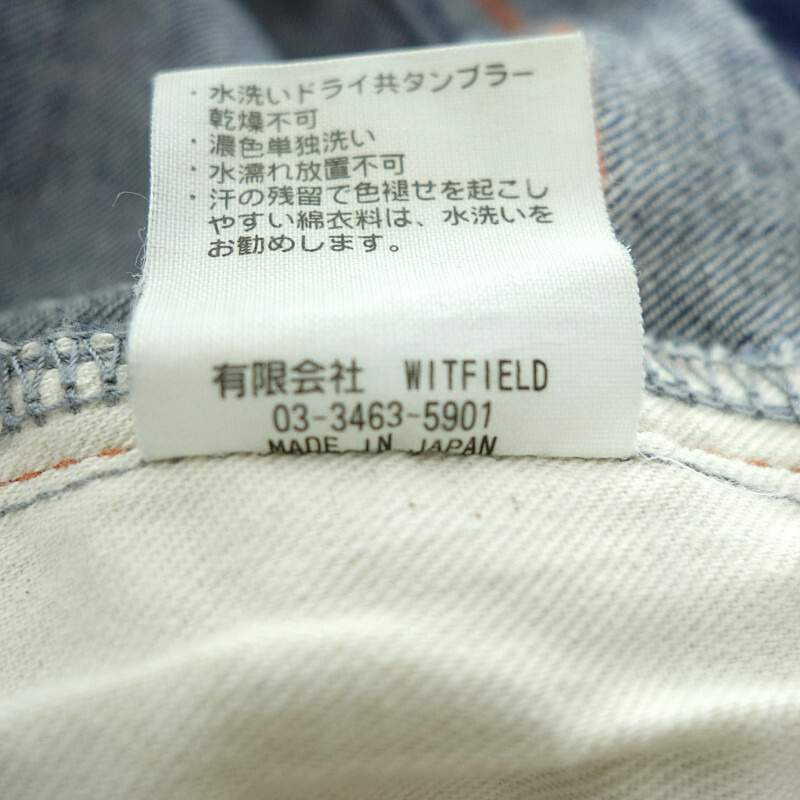 ・水洗いドライ共タンブラー
乾燥不可
・濃色単独洗い
・水濡れ放置不可
・汗の残留で色褪せを起こし
やすい綿衣料は、水洗いを
お勧めします。
有限会社 WITFIELD
03-3463-5901
MADE IN JAPAN